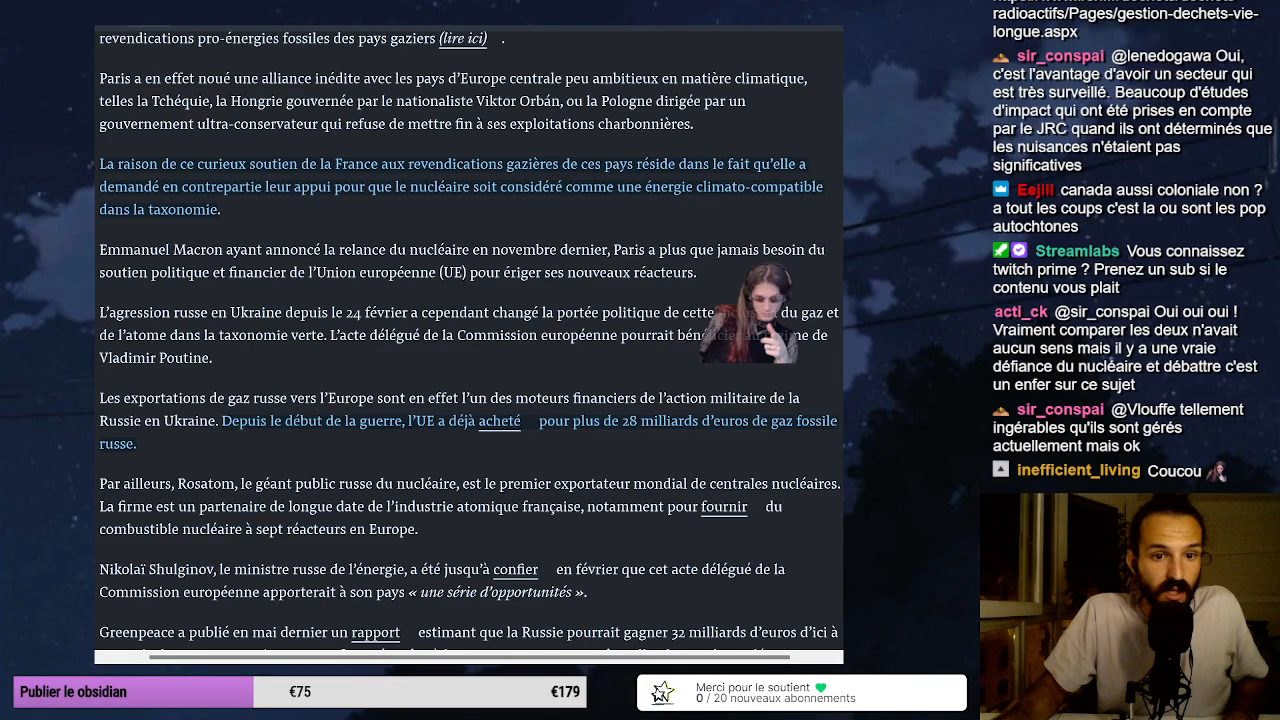 revendications pro-énergies fossiles des pays gaziers (lire ici) .
Paris a en effet noué une alliance inédite avec les pays d’Europe centrale peu ambitieux en matière climatique,
telles la Tchéquie, la Hongrie gouvernée par le nationaliste Viktor Orbán, ou la Pologne dirigée par un
gouvernement ultra-conservateur qui refuse de mettre fin à ses exploitations charbonnières.
La raison de ce curieux soutien de la France aux revendications gazières de ces pays réside dans le fait qu’elle a
demandé en contrepartie leur appui pour que le nucléaire soit considéré comme une énergie climato-compatible
dans la taxonomie.
Emmanuel Macron ayant annoncé la relance du nucléaire en novembre dernier, Paris a plus que jamais besoin du
soutien politique et financier de l’Union européenne (UE) pour ériger ses nouveaux réacteurs.
L’agression russe en Ukraine depuis le 24 février a cependant changé la portée politique de cette du gaz et
de l’atome dans la taxonomie verte. L’acte délégué de la Commission européenne pourrait de
Vladimir Poutine.
Les exportations de gaz russe vers l’Europe sont en effet l’un des moteurs financiers de l’action militaire de la
Russie en Ukraine. Depuis le début de la guerre, l’UE a déjà acheté pour plus de 28 milliards d’euros de gaz fossile
russe.
Par ailleurs, Rosatom, le géant public russe du nucléaire, est le premier exportateur mondial de centrales nucléaires.
La firme est un partenaire de longue date de l’industrie atomique française, notamment pour fournir du
combustible nucléaire à sept réacteurs en Europe.
Nikolaï Shulginov, le ministre russe de l’énergie, a été jusqu’à confier en février que cet acte délégué de la
Commission européenne apporterait à son pays « une série d’opportunités ».
Greenpeace a publié en mai dernier un rapport estimant que la Russie pourrait gagner 32 milliards d’euros d’ici à
radioactifs/Pages/gestion-dechets-vie-
longue.aspx
sir_conspai @lenedogawa Oui,
c'est l'avantage d'avoir un secteur qui
est très surveillé. Beaucoup d'études
d'impact qui ont été prises en compte
par le JRC quand ils ont déterminés que
les nuisances n'étaient pas
significatives
Eejill canada aussi coloniale non ?
a tout les coups c'est la ou sont les pop
autochtones
Streamlabs Vous connaissez
twitch prime ? Prenez un sub si le
contenu vous plait
acti_ck @sir_conspai Oui oui oui !
Vraiment comparer les deux n'avait
aucun sens mais il y a une vraie
défiance du nucléaire et débattre c'est
un enfer sur ce sujet
sir_conspai @Vlouffe tellement
ingérables qu'ils sont gérés
actuellement mais ok
inefficient_living Coucou
Publier le obsidian €75 €179
Merci pour le soutient
0 / 20 nouveaux abonnements